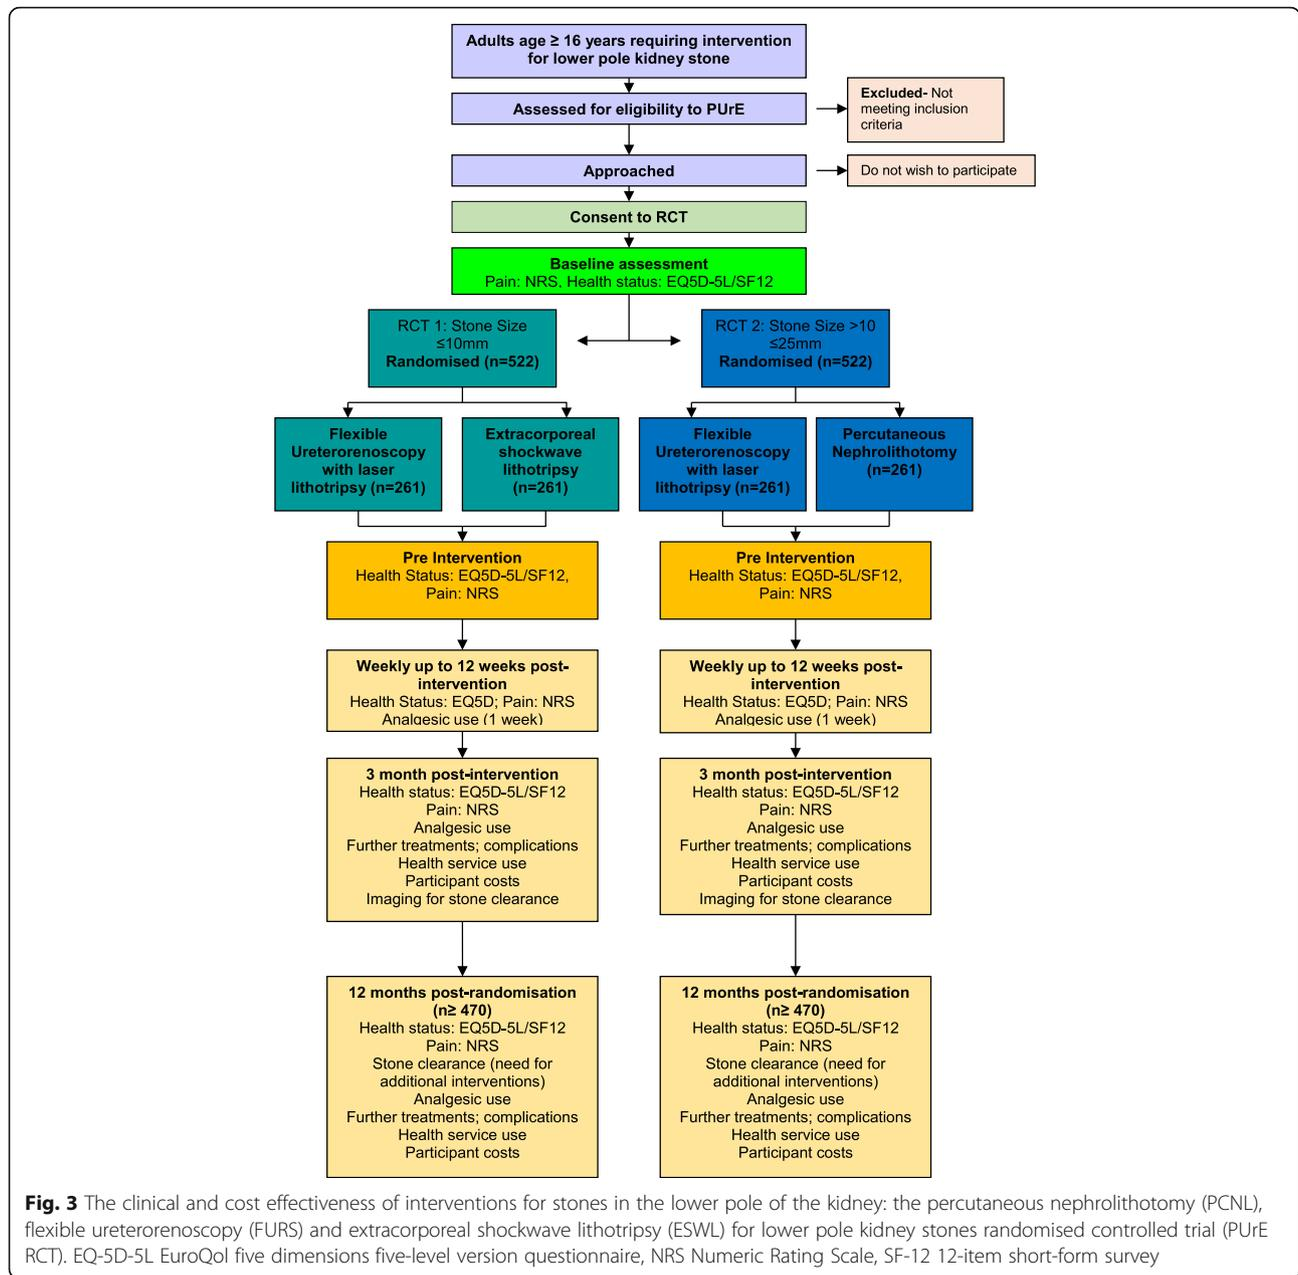 Adults age ≥ 16 years requiring intervention
for lower pole kidney stone
Assessed for eligibility to PUrE
Excluded- Not
meeting inclusion
criteria
Approached
Do not wish to participate
Consent to RCT
Baseline assessment
Pain: NRS, Health status: EQ5D-5L/SF12
RCT 1: Stone Size
≤10mm
Randomised (n=522)
RCT 2: Stone Size >10
≤25mm
Randomised (n=522)
Flexible
Ureterorenoscopy
with laser
lithotripsy (n=261)
Extracorporeal
shockwave
lithotripsy
(n=261)
Flexible
Ureterorenoscopy
with laser
lithotripsy (n=261)
Percutaneous
Nephrolithotomy
(n=261)
Pre Intervention
Health Status: EQ5D-5L/SF12,
Pain: NRS
Pre Intervention
Health Status: EQ5D-5L/SF12,
Pain: NRS
Weekly up to 12 weeks post-
intervention
Health Status: EQ5D; Pain: NRS
Analgesic use (1 week)
Weekly up to 12 weeks post-
intervention
Health Status: EQ5D; Pain: NRS
Analgesic use (1 week)
3 month post-intervention
Health status: EQ5D-5L/SF12
Pain: NRS
Analgesic use
Further treatments; complications
Health service use
Participant costs
Imaging for stone clearance
3 month post-intervention
Health status: EQ5D-5L/SF12
Pain: NRS
Analgesic use
Further treatments; complications
Health service use
Participant costs
Imaging for stone clearance
12 months post-randomisation
(n≥ 470)
Health status: EQ5D-5L/SF12
Pain: NRS
Stone clearance (need for
additional interventions)
Analgesic use
Further treatments; complications
Health service use
Participant costs
12 months post-randomisation
(n≥ 470)
Health status: EQ5D-5L/SF12
Pain: NRS
Stone clearance (need for
additional interventions)
Analgesic use
Further treatments; complications
Health service use
Participant costs
Fig. 3 The clinical and cost effectiveness of interventions for stones in the lower pole of the kidney: the percutaneous nephrolithotomy (PCNL),
flexible ureterorenoscopy (FURS) and extracorporeal shockwave lithotripsy (ESWL) for lower pole kidney stones randomised controlled trial (PUrE
RCT). EQ-5D-5L EuroQol five dimensions five-level version questionnaire, NRS Numeric Rating Scale, SF-12 12-item short-form survey